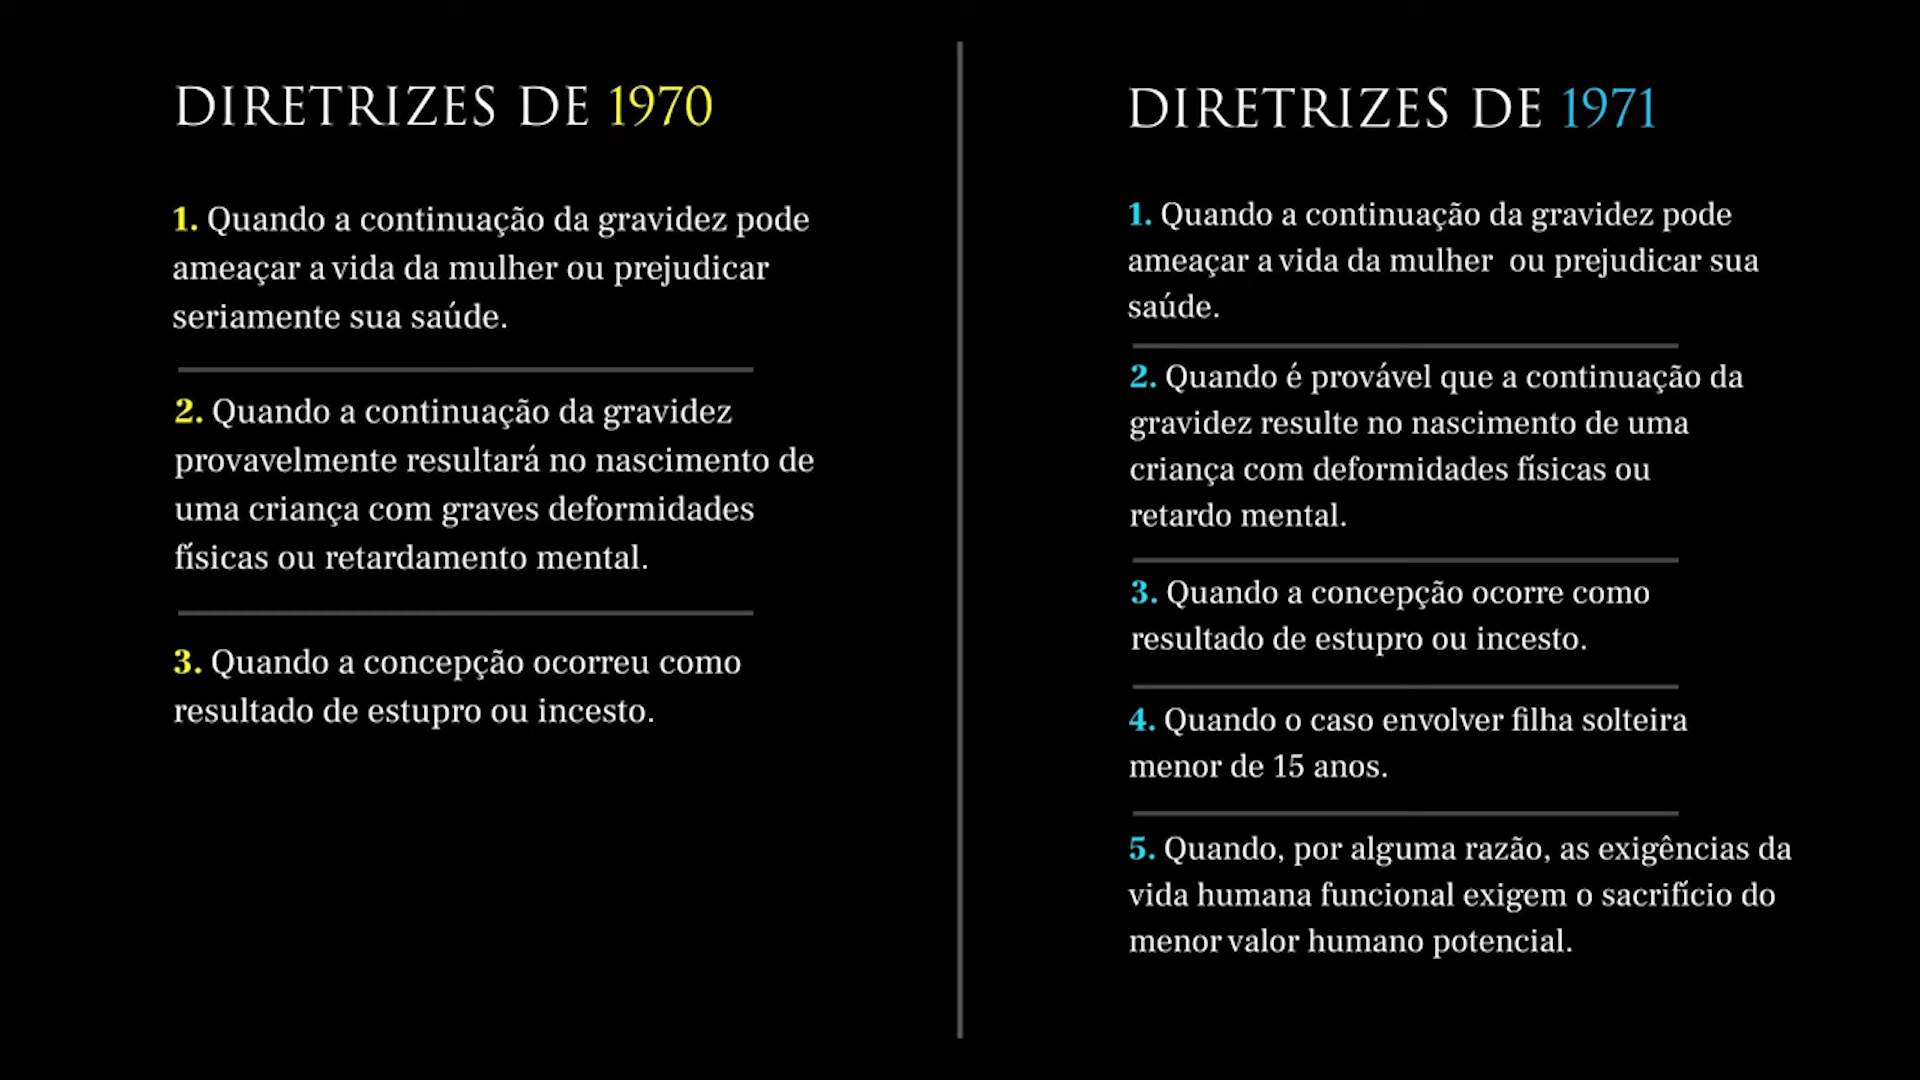 DIRETRIZES DE 1970
1. Quando a continuação da gravidez pode
ameaçar a vida da mulher ou prejudicar
seriamente sua saúde.
2. Quando a continuação da gravidez
provavelmente resultará no nascimento de
uma criança com graves deformidades
físicas ou retardamento mental.
3. Quando a concepção ocorreu como
resultado de estupro ou incesto.
DIRETRIZES DE 1971
1. Quando a continuação da gravidez pode
ameaçar a vida da mulher ou prejudicar sua
saúde.
2. Quando é provável que a continuação da
gravidez resulte no nascimento de uma
criança com deformidades físicas ou
retardo mental.
3. Quando a concepção ocorre como
resultado de estupro ou incesto.
4. Quando o caso envolver filha solteira
menor de 15 anos.
5. Quando, por alguma razão, as exigências da
vida humana funcional exigem o sacrifício do
menor valor humano potencial.